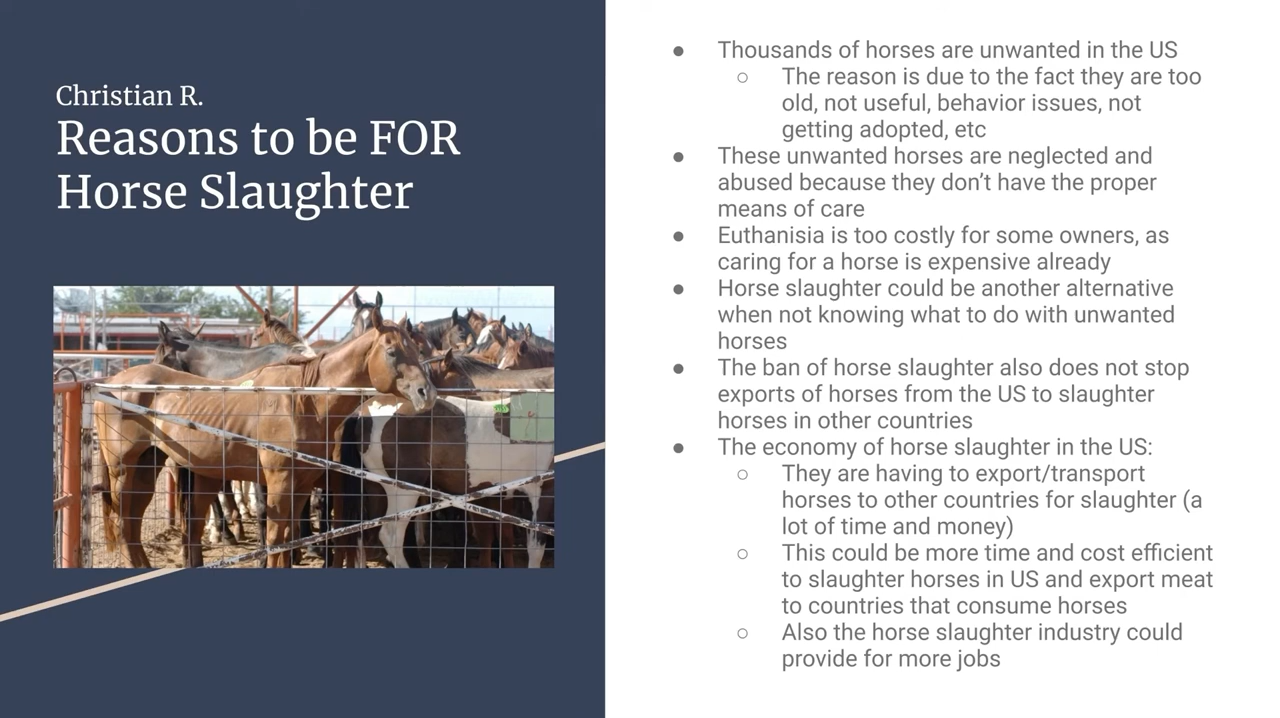 Christian R.
Reasons to be FOR
Horse Slaughter
● Thousands of horses are unwanted in the US
○ The reason is due to the fact they are too
old, not useful, behavior issues, not
getting adopted, etc
● These unwanted horses are neglected and
abused because they don’t have the proper
means of care
● Euthanisia is too costly for some owners, as
caring for a horse is expensive already
● Horse slaughter could be another alternative
when not knowing what to do with unwanted
horses
● The ban of horse slaughter also does not stop
exports of horses from the US to slaughter
horses in other countries
● The economy of horse slaughter in the US:
○ They are having to export/transport
horses to other countries for slaughter (a
lot of time and money)
○ This could be more time and cost efficient
to slaughter horses in US and export meat
to countries that consume horses
○ Also the horse slaughter industry could
provide for more jobs